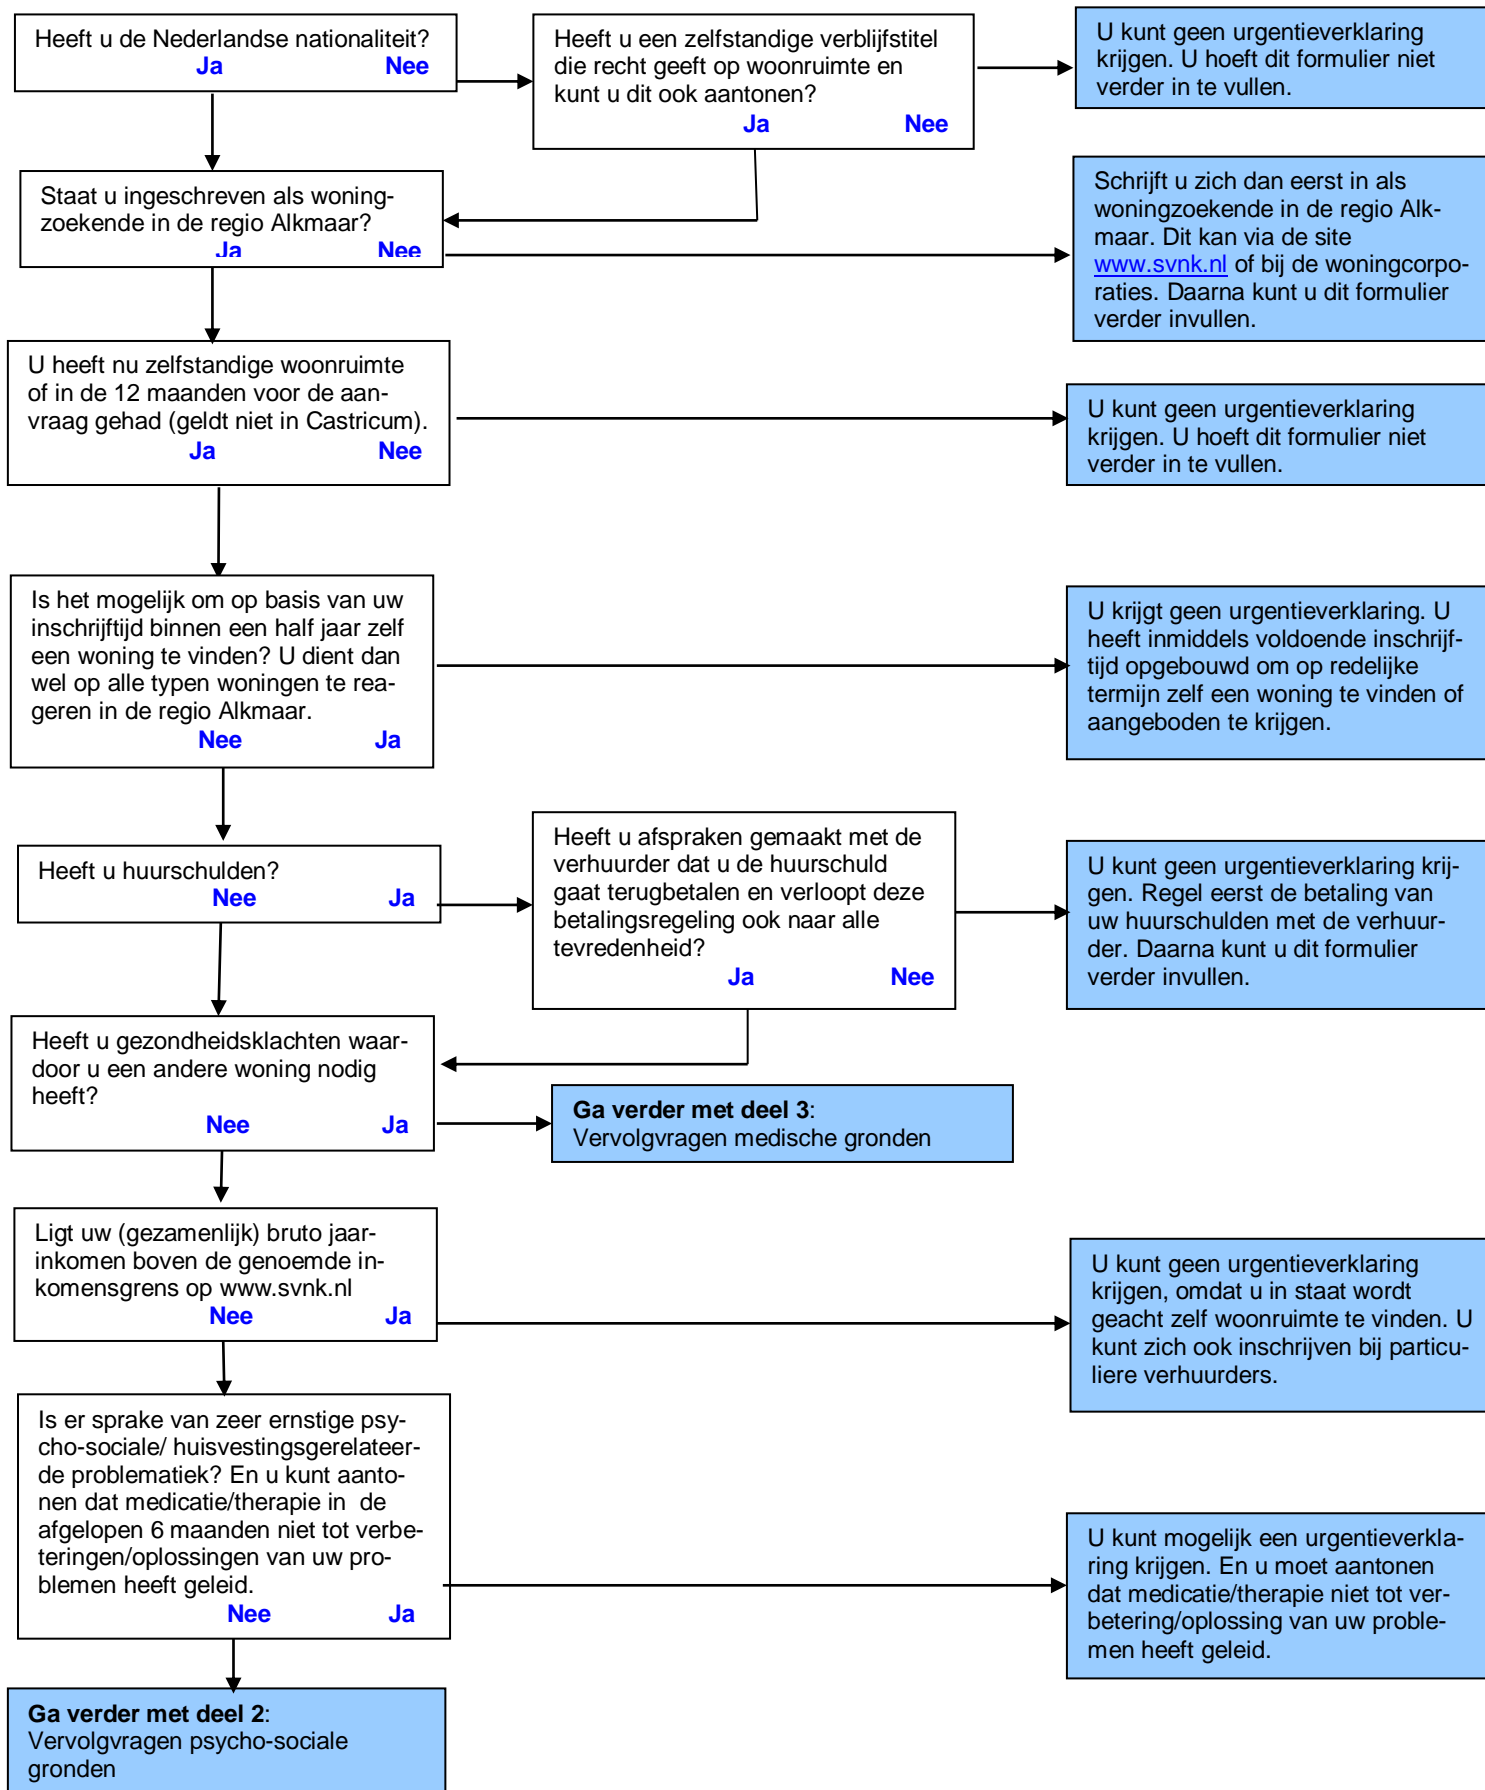 Heeft u de Nederlandse nationaliteit?
Ja Nee
Heeft u een zelfstandige verblijfstitel
die recht geeft op woonruimte en
kunt u dit ook aantonen?
Ja Nee
U kunt geen urgentieverklaring
krijgen. U hoeft dit formulier niet
verder in te vullen.
Staat u ingeschreven als woning-
zoekende in de regio Alkmaar?
Ja Nee
Schrijft u zich dan eerst in als
woningzoekende in de regio Alk-
maar. Dit kan via de site
www.svnk.nl of bij de woningcorpo-
raties. Daarna kunt u dit formulier
verder invullen.
U heeft nu zelfstandige woonruimte
of in de 12 maanden voor de aan-
vraag gehad (geldt niet in Castricum).
Ja Nee
U kunt geen urgentieverklaring
krijgen. U hoeft dit formulier niet
verder in te vullen.
Is het mogelijk om op basis van uw
inschrijftijd binnen een half jaar zelf
een woning te vinden? U dient dan
wel op alle typen woningen te rea-
geren in de regio Alkmaar.
Nee Ja
U krijgt geen urgentieverklaring. U
heeft inmiddels voldoende inschrijf-
tijd opgebouwd om op redelijke
termijn zelf een woning te vinden of
aangeboden te krijgen.
Heeft u huurschulden?
Nee Ja
Heeft u afspraken gemaakt met de
verhuurder dat u de huurschuld
gaat terugbetalen en verloopt deze
betalingsregeling ook naar alle
tevredenheid?
Ja Nee
U kunt geen urgentieverklaring krij-
gen. Regel eerst de betaling van
uw huurschulden met de verhuur-
der. Daarna kunt u dit formulier
verder invullen.
Heeft u gezondheidsklachten waar-
door u een andere woning nodig
heeft?
Nee Ja
Ga verder met deel 3:
Vervolgvragen medische gronden
Ligt uw (gezamenlijk) bruto jaar-
inkomen boven de genoemde in-
komensgrens op www.svnk.nl
Nee Ja
U kunt geen urgentieverklaring
krijgen, omdat u in staat wordt
geacht zelf woonruimte te vinden. U
kunt zich ook inschrijven bij particu-
liere verhuurders.
Is er sprake van zeer ernstige psy-
cho-sociale/ huisvestingsgerelateer-
de problematiek? En u kunt aanto-
nen dat medicatie/therapie in  de
afgelopen 6 maanden niet tot verbe-
teringen/oplossingen van uw pro-
blemen heeft geleid.
Nee Ja
U kunt mogelijk een urgentieverkla-
ring krijgen. En u moet aantonen
dat medicatie/therapie niet tot ver-
betering/oplossing van uw proble-
men heeft geleid.
Ga verder met deel 2:
Vervolgvragen psycho-sociale
gronden